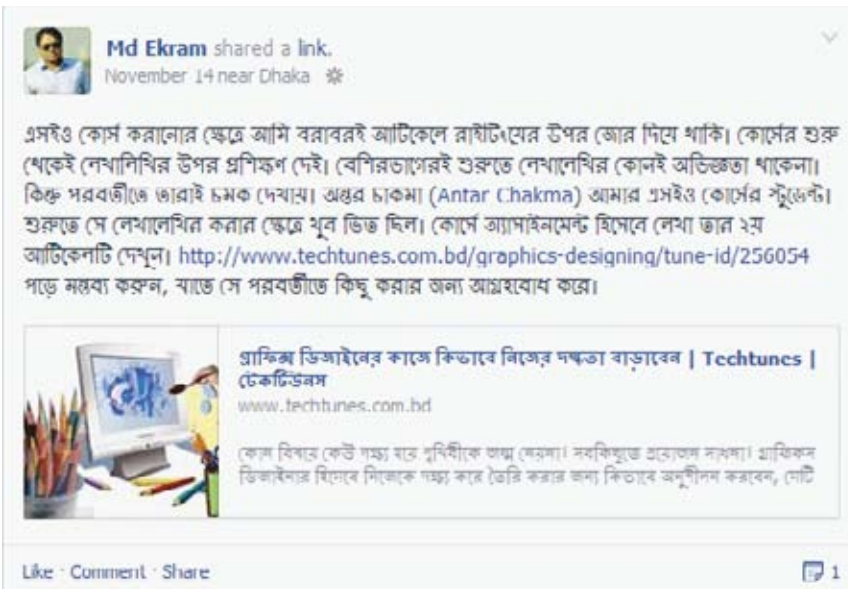 Md Ekram shared a link.
November 14 near Dhaka
এসইও কোর্স করানোর ক্ষেত্রে আমি বরাবরই আর্টিকেল রাইটিংয়ের উপর জোর দিয়ে থাকি। কোর্সের শুরু
থেকেই লেখালিখির উপর প্রশিক্ষণ দেই। বেশিরভাগেরই শুরুতে লেখালেখির কোনই অভিজ্ঞতা থাকেনা।
কিন্তু পরবর্তীতে তারাই চমক দেখায়। অন্তর চাকমা (Antar Chakma) আমার এসইও কোর্সের স্টুডেন্ট।
শুরুতে সে লেখালেখির করার ক্ষেত্রে খুব ভিত ছিল। কোর্সে অ্যাসাইনমেন্ট হিসেবে লেখা তার ২য়
আর্টিকেলটি দেখুন। http://www.techtunes.com.bd/graphics-designing/tune-id/256054
পড়ে মন্তব্য করুন, যাতে সে পরবর্তীতে কিছু করার জন্য আগ্রহবোধ করে।
গ্রাফিক্স ডিজাইনের কাজে কিভাবে নিজের দক্ষতা বাড়াবেন | Techtunes |
টেকটিউনস
www.techtunes.com.bd
কোন বিষয়ে কেউ দক্ষ্য হয়ে পৃথিবীতে জন্ম নেয়না। সবকিছুতে প্রয়োজন সাধনা। গ্রাফিকস
ডিজাইনার হিসেবে নিজেকে দক্ষ্য করে তৈরি করার জন্য কিভাবে অনুশীলন করবেন, সেটি
Like · Comment · Share
1